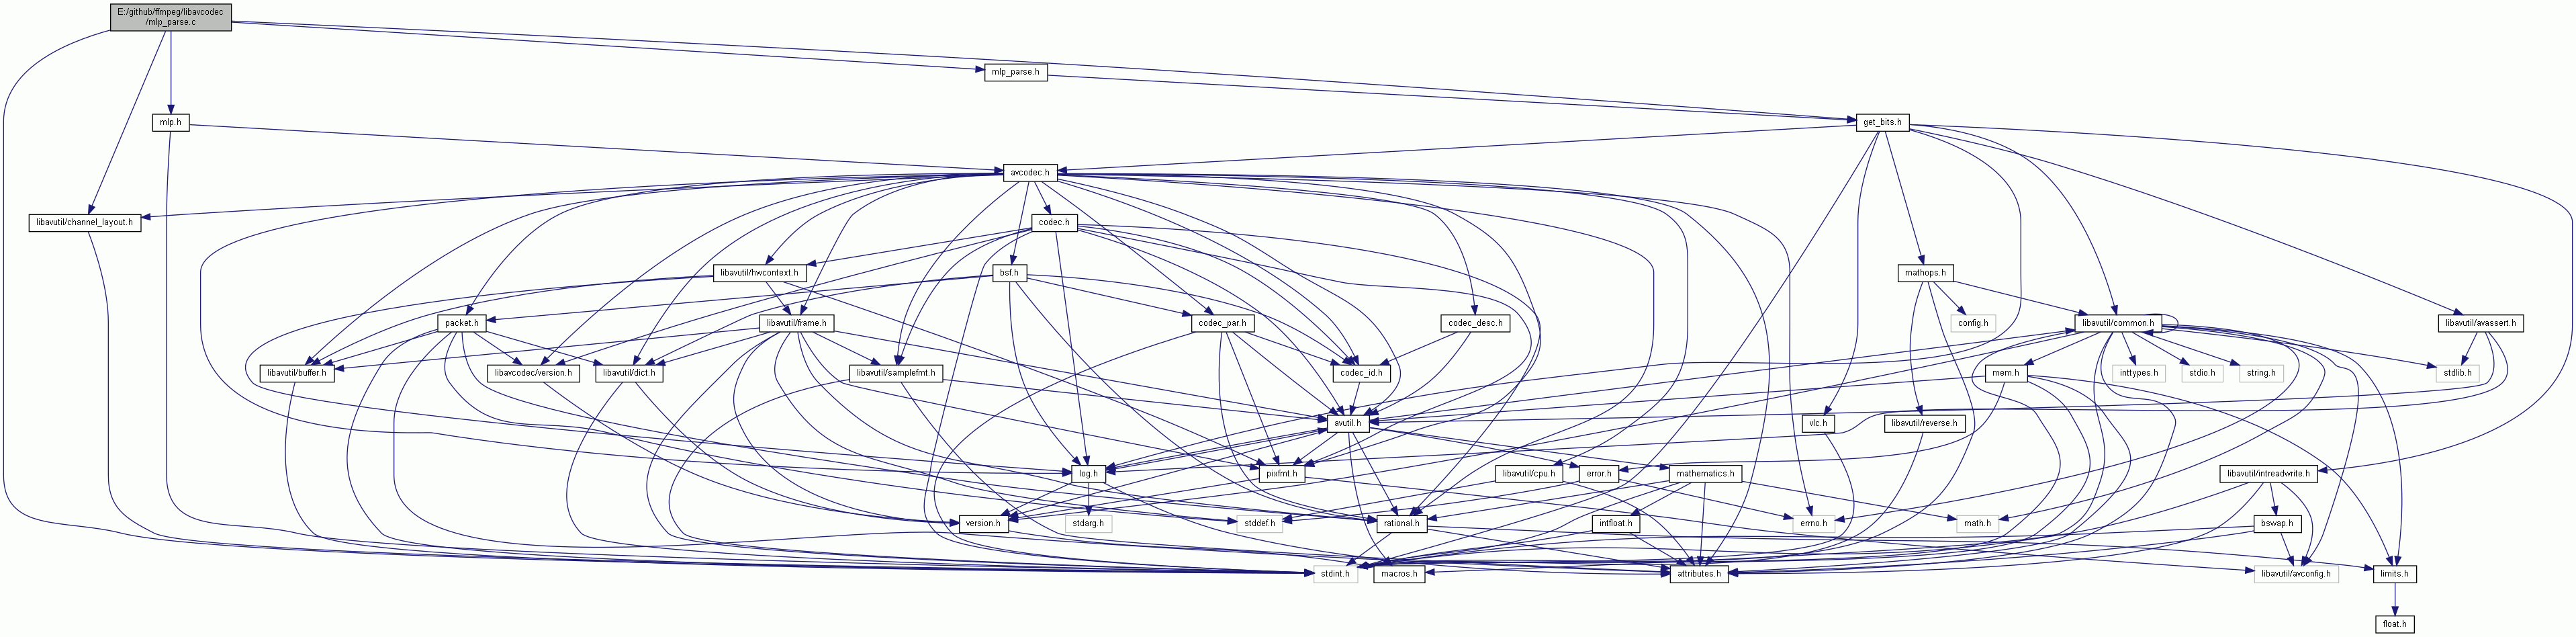 E:/github/ffmpeg/libavcodec
/mlp_parse.c
mlp_parse.h
mlp.h
get_bits.h
avcodec.h
libavutil/channel_layout.h
codec.h
libavutil/hwcontext.h
bsf.h
mathops.h
packet.h
libavutil/frame.h
codec_par.h
codec_desc.h
config.h
libavutil/common.h
libavutil/avassert.h
libavutil/buffer.h
libavcodec/version.h
libavutil/dict.h
libavutil/samplefmt.h
codec_id.h
mem.h
inttypes.h
stdio.h
string.h
stdlib.h
avutil.h
vlc.h
libavutil/reverse.h
log.h
pixfmt.h
libavutil/cpu.h
error.h
mathematics.h
libavutil/intreadwrite.h
version.h
stdarg.h
stddef.h
rational.h
intfloat.h
errno.h
math.h
bswap.h
stdint.h
macros.h
attributes.h
libavutil/avconfig.h
limits.h
float.h